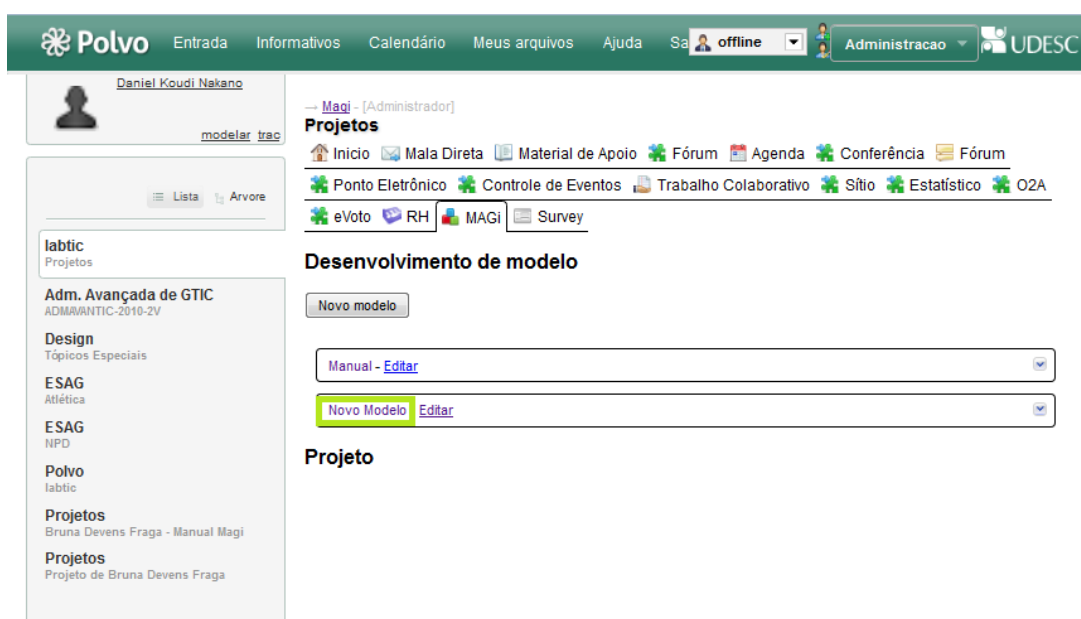 Polvo Entrada Informativos Calendário Meus arquivos Ajuda Sa offline Administracao UDESC
Daniel Koudi Nakano
modelar trac
Lista Arvore
labtic
Projetos
Adm. Avançada de GTIC
ADMAVANTIC-2010-2V
Design
Tópicos Especiais
ESAG
Atlética
ESAG
NPD
Polvo
labtic
Projetos
Bruna Devens Fraga - Manual Magi
Projetos
Projeto de Bruna Devens Fraga
→ Magi - [Administrador]
Projetos
Inicio Mala Direta Material de Apoio Fórum Agenda Conferência Fórum
Ponto Eletrônico Controle de Eventos Trabalho Colaborativo Sítio Estatístico O2A
eVoto RH MAGi Survey
Desenvolvimento de modelo
Novo modelo
Manual - Editar
Novo Modelo Editar
Projeto